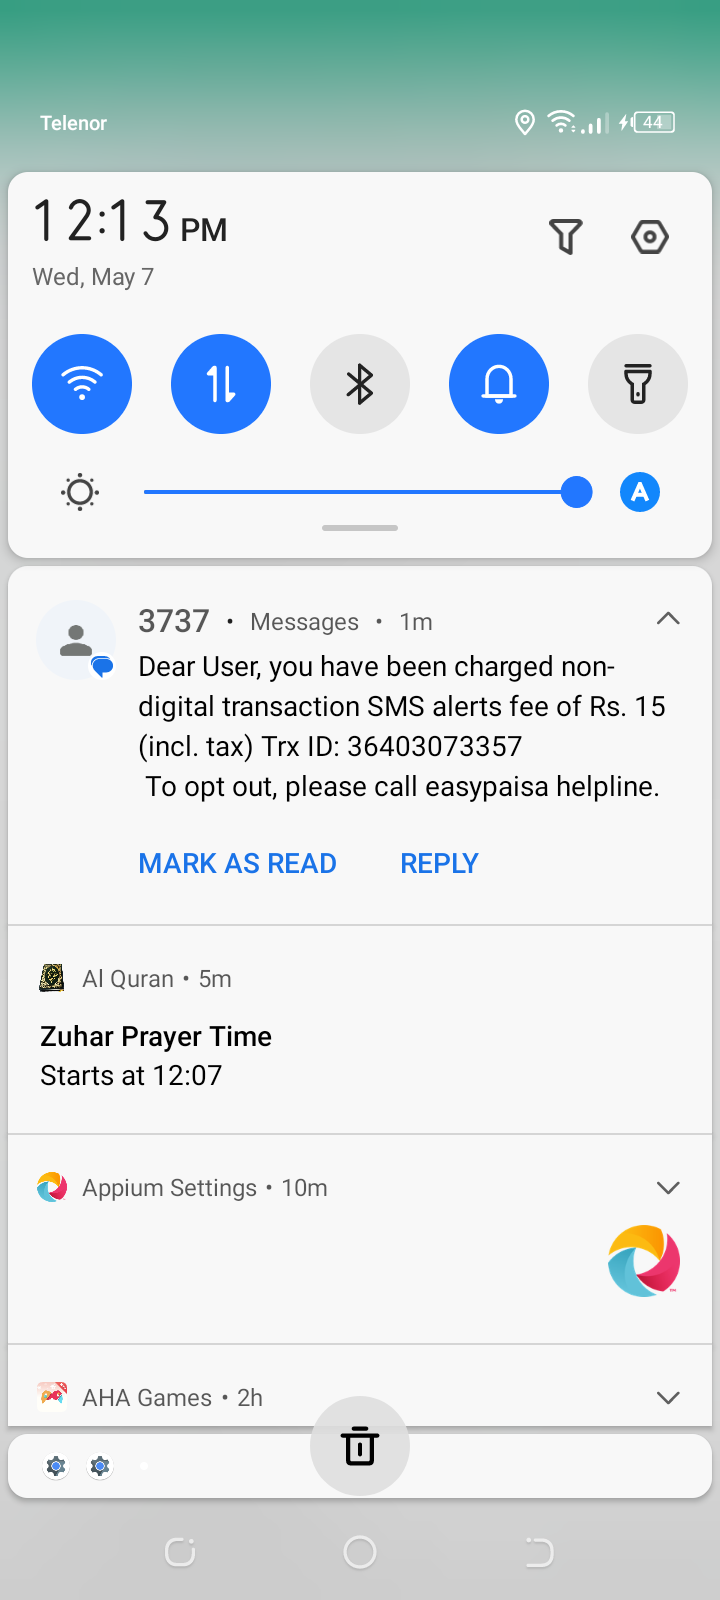 Telenor
44
12:13 PM
Wed, May 7
A
3737 • Messages • 1m
Dear User, you have been charged non-
digital transaction SMS alerts fee of Rs. 15
(incl. tax) Trx ID: 36403073357
To opt out, please call easypaisa helpline.
MARK AS READ REPLY
Al Quran • 5m
Zuhar Prayer Time
Starts at 12:07
Appium Settings • 10m
AHA Games • 2h